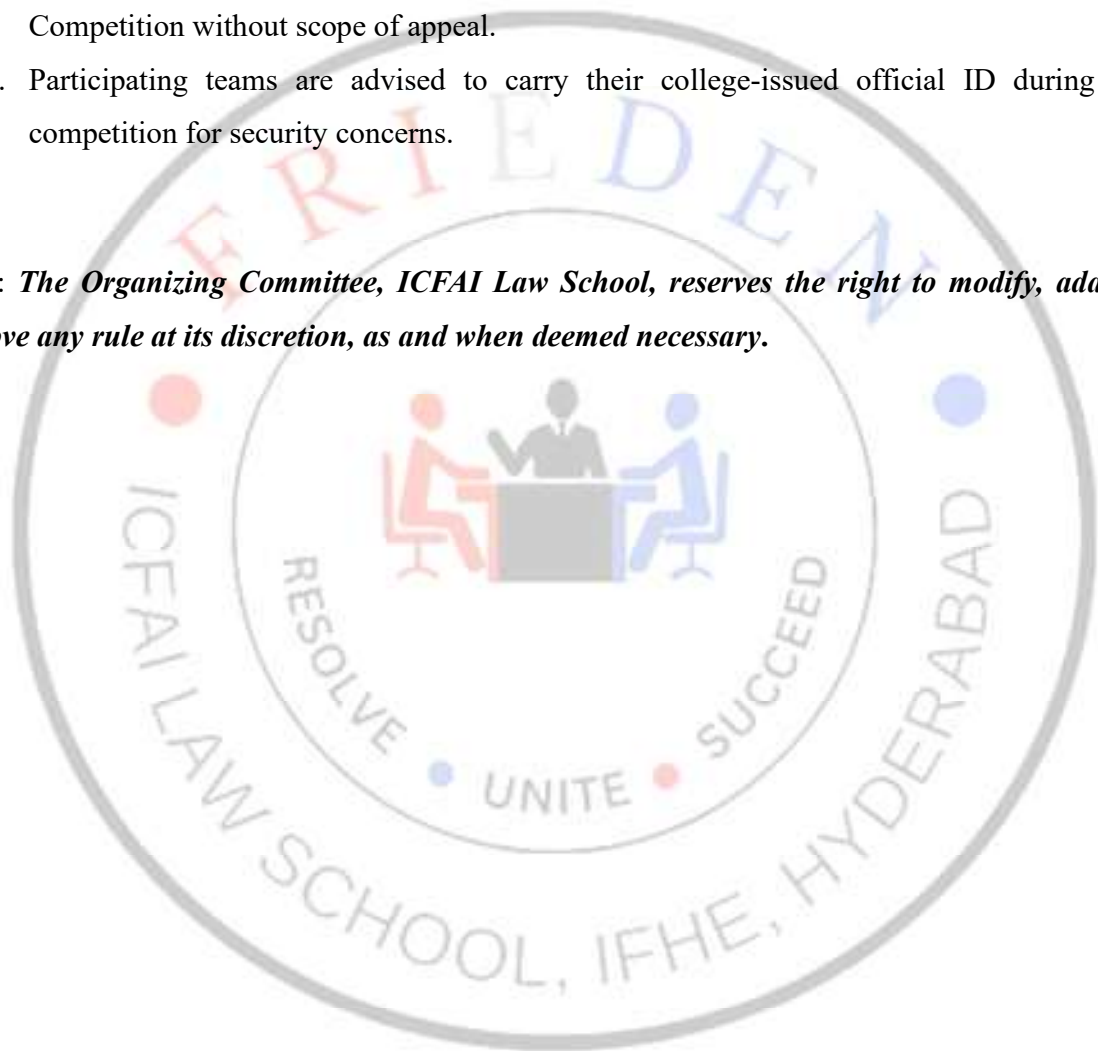 Competition without scope of appeal.
. Participating teams are advised to carry their college-issued official ID during
competition for security concerns.
: The Organizing Committee, ICFAI Law School, reserves the right to modify, add
ve any rule at its discretion, as and when deemed necessary.
FRIEDEN
RESOLVE • UNITE • SUCCEED
ICFAI LAW SCHOOL, IFHE, HYDERABAD